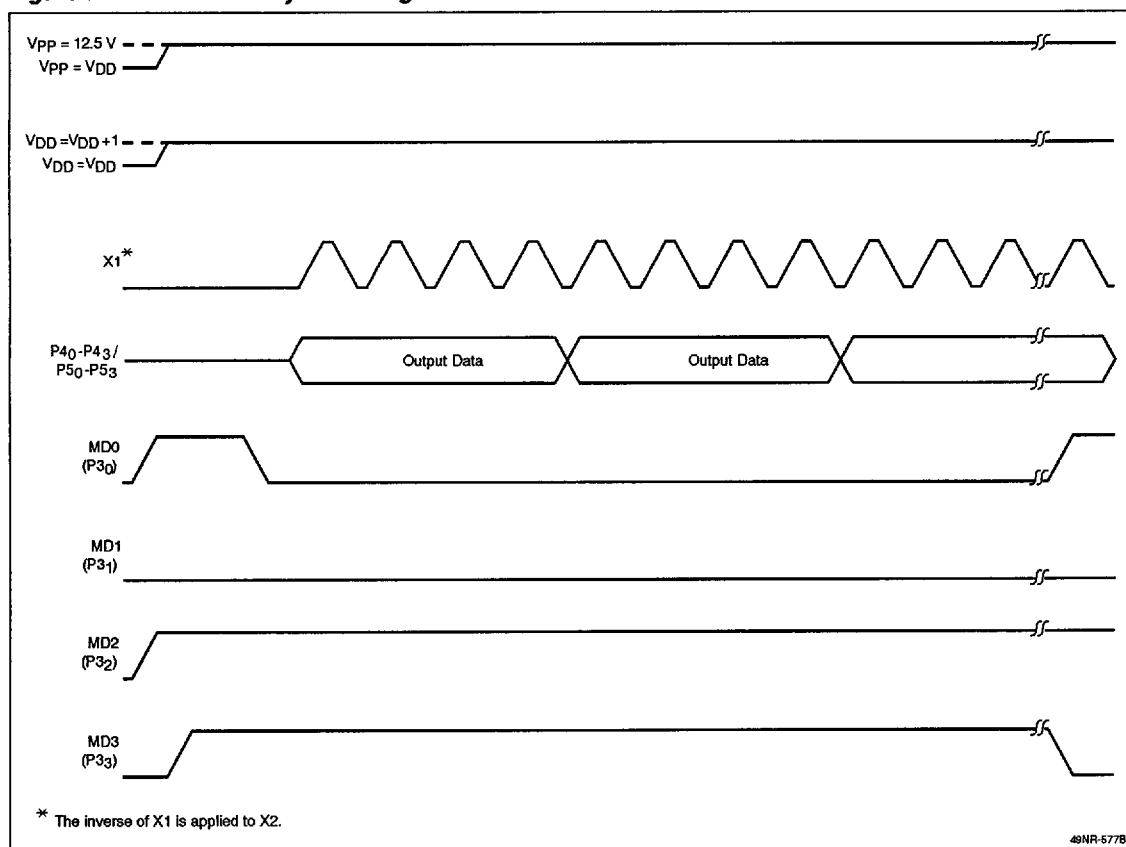 VPP = 12.5 V
VPP = VDD
VDD =VDD +1
VDD =VDD
X1*
P40-P43 /
P50-P53
Output Data
Output Data
MD0
(P30)
MD1
(P31)
MD2
(P32)
MD3
(P33)
* The inverse of X1 is applied to X2.
49NR-577B